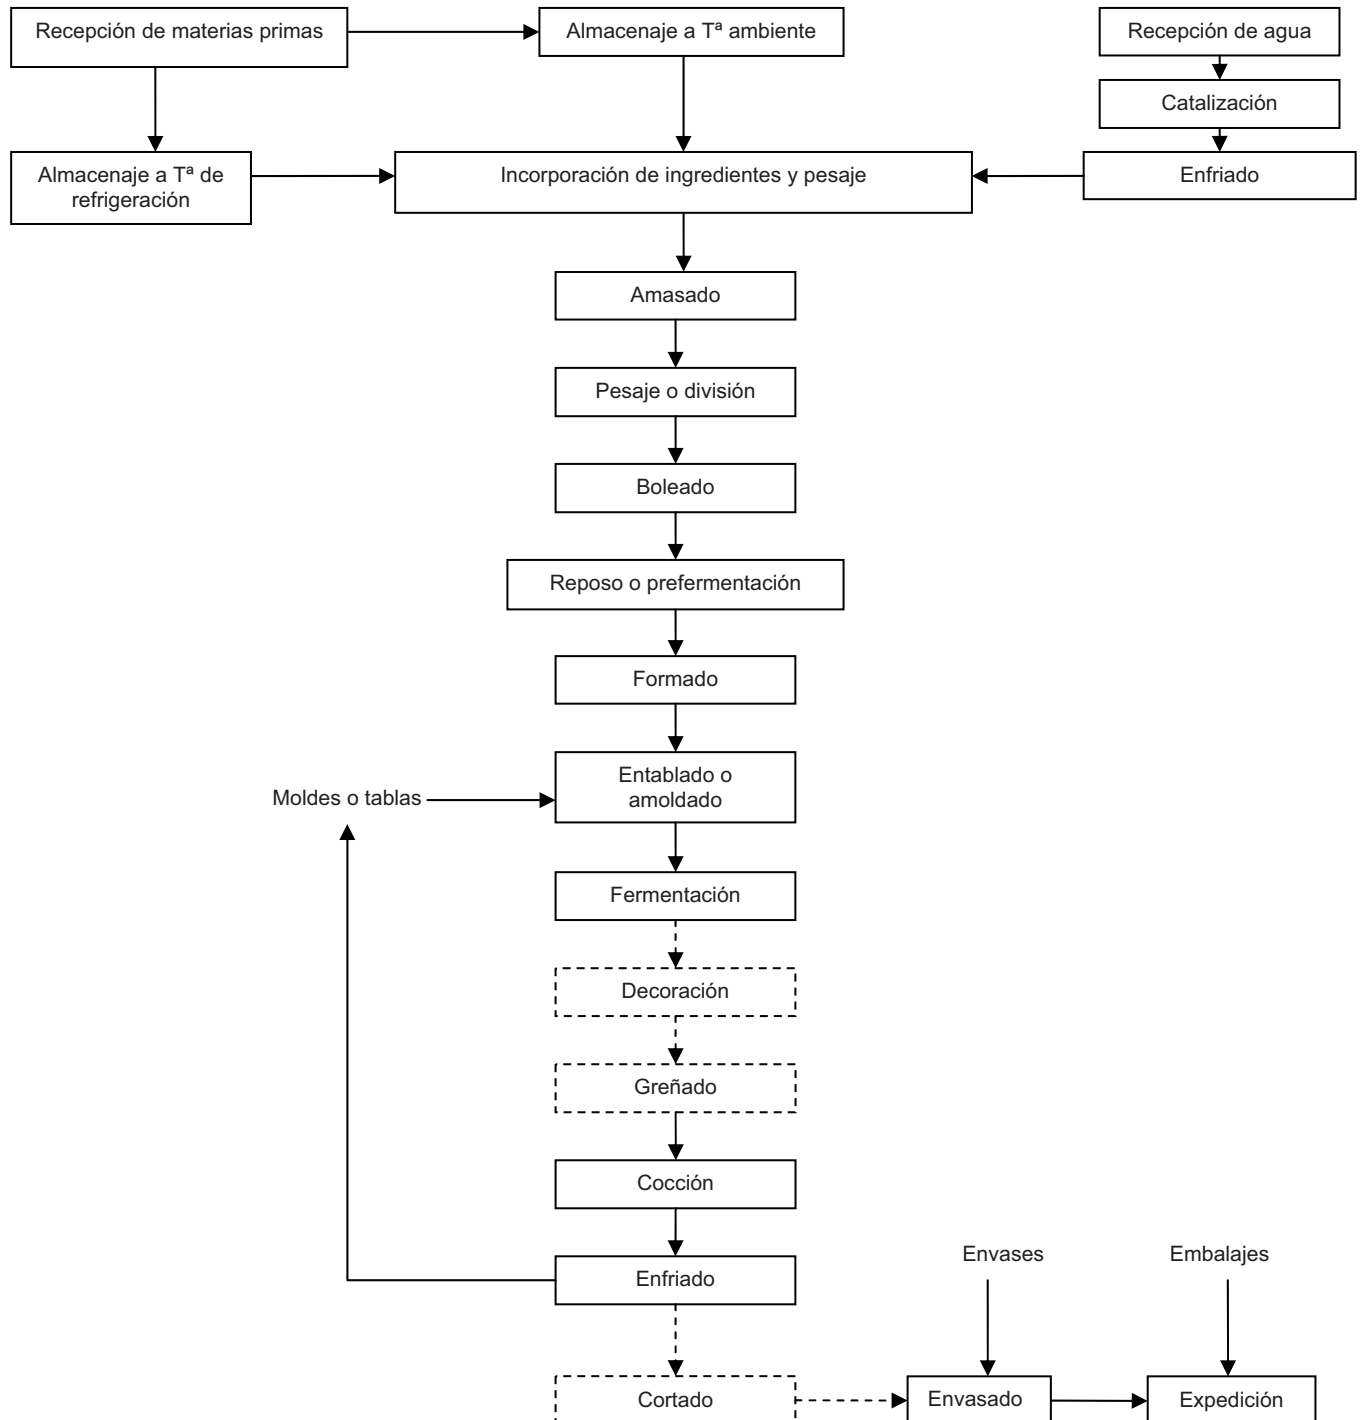 Recepción de materias primas
Almacenaje a Tª ambiente
Recepción de agua
Catalización
Almacenaje a Tª de
refrigeración
Incorporación de ingredientes y pesaje
Enfriado
Amasado
Pesaje o división
Boleado
Reposo o prefermentación
Formado
Entablado o
amoldado
Moldes o tablas
Fermentación
Decoración
Greñado
Cocción
Enfriado
Envases
Embalajes
Cortado
Envasado
Expedición